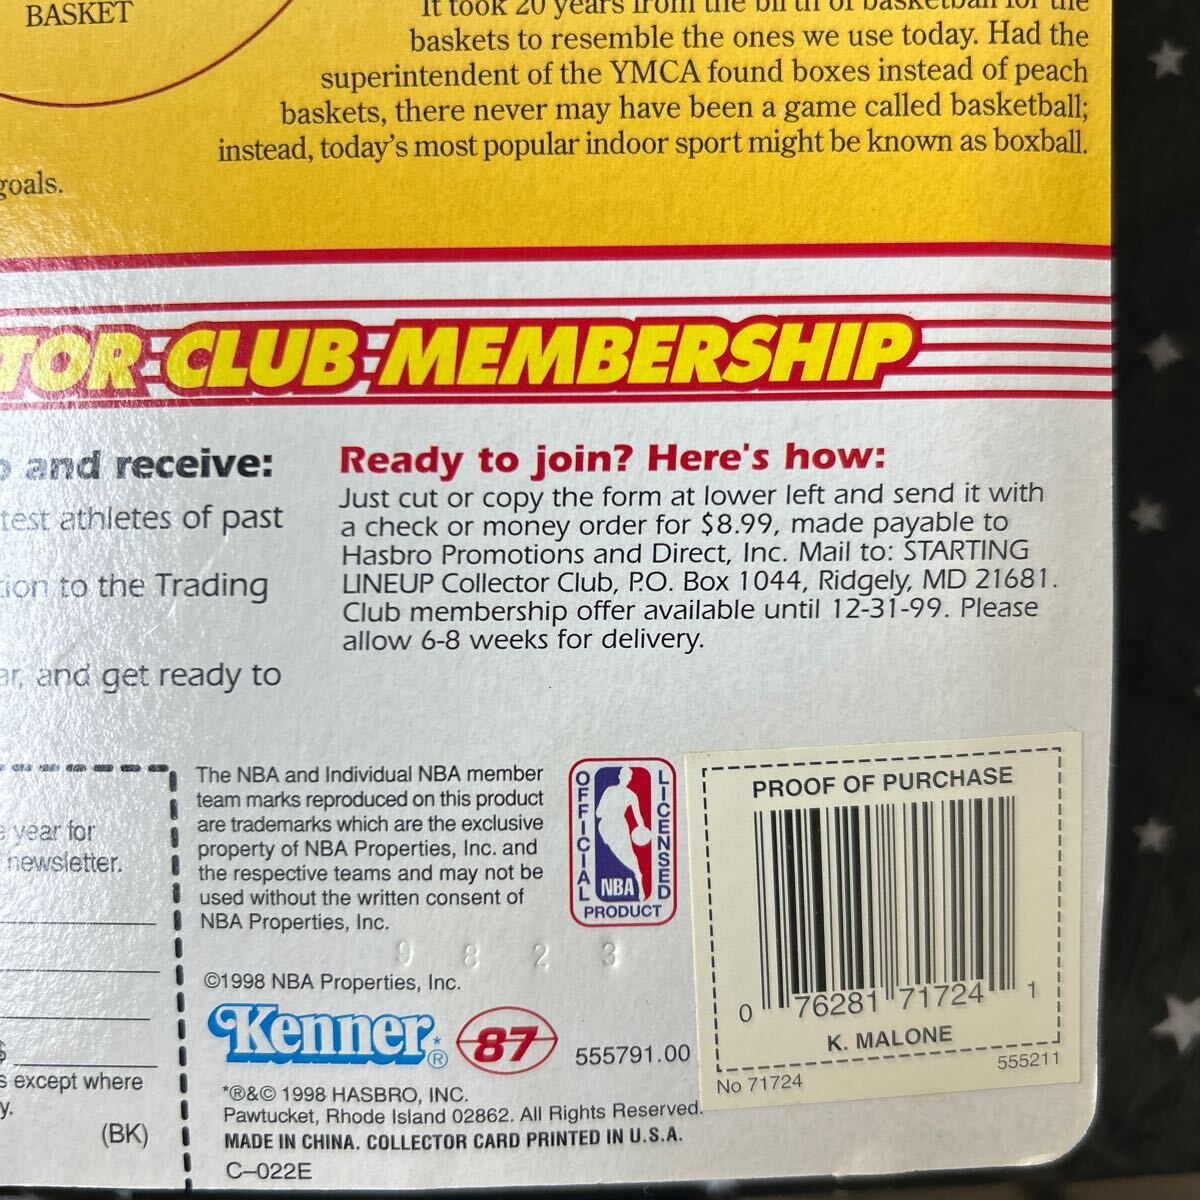 BASKET
It took 20 years from the birth of basketball for the
baskets to resemble the ones we use today. Had the
superintendent of the YMCA found boxes instead of peach
baskets, there never may have been a game called basketball;
instead, today's most popular indoor sport might be known as boxball.
goals.
TOR CLUB MEMBERSHIP
and receive:
test athletes of past
tion to the Trading
ar, and get ready to
Ready to join? Here's how:
Just cut or copy the form at lower left and send it with
a check or money order for $8.99, made payable to
Hasbro Promotions and Direct, Inc. Mail to: STARTING
LINEUP Collector Club, P.O. Box 1044, Ridgely, MD 21681.
Club membership offer available until 12-31-99. Please
allow 6-8 weeks for delivery.
year for
newsletter.
$
s except where
y.
(BK)
The NBA and Individual NBA member
team marks reproduced on this product
are trademarks which are the exclusive
property of NBA Properties, Inc. and
the respective teams and may not be
used without the written consent of
NBA Properties, Inc.
9 8 2 3
©1998 NBA Properties, Inc.
OFFICIAL
LICENSED
NBA
PRODUCT
Kenner*® 87 555791.00
*®&© 1998 HASBRO, INC.
Pawtucket, Rhode Island 02862. All Rights Reserved.
MADE IN CHINA. COLLECTOR CARD PRINTED IN U.S.A.
C–022E
PROOF OF PURCHASE
0 76281 71724 1
K. MALONE
No 71724
555211